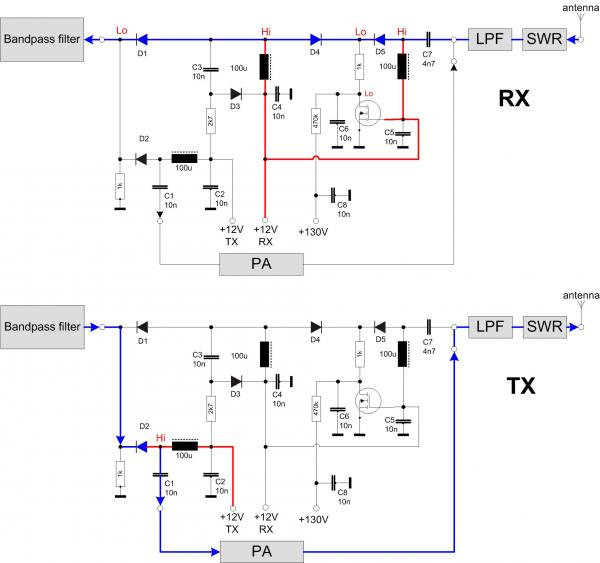 antenna
Bandpass filter
Lo
Hi
Lo
Hi
LPF
SWR
D1
D4
D5
C7
4n7
C3
10n
100u
1k
100u
RX
D3
C4
10n
Lo
2k7
470k
C6
10n
C5
10n
D2
100u
1k
C1
10n
C2
10n
C8
10n
+12V
TX
+12V
RX
+130V
PA
antenna
Bandpass filter
LPF
SWR
D1
D4
D5
C7
4n7
C3
10n
100u
1k
100u
TX
D3
C4
10n
2k7
470k
C6
10n
C5
10n
D2
Hi
100u
1k
C1
10n
C2
10n
C8
10n
+12V
TX
+12V
RX
+130V
PA